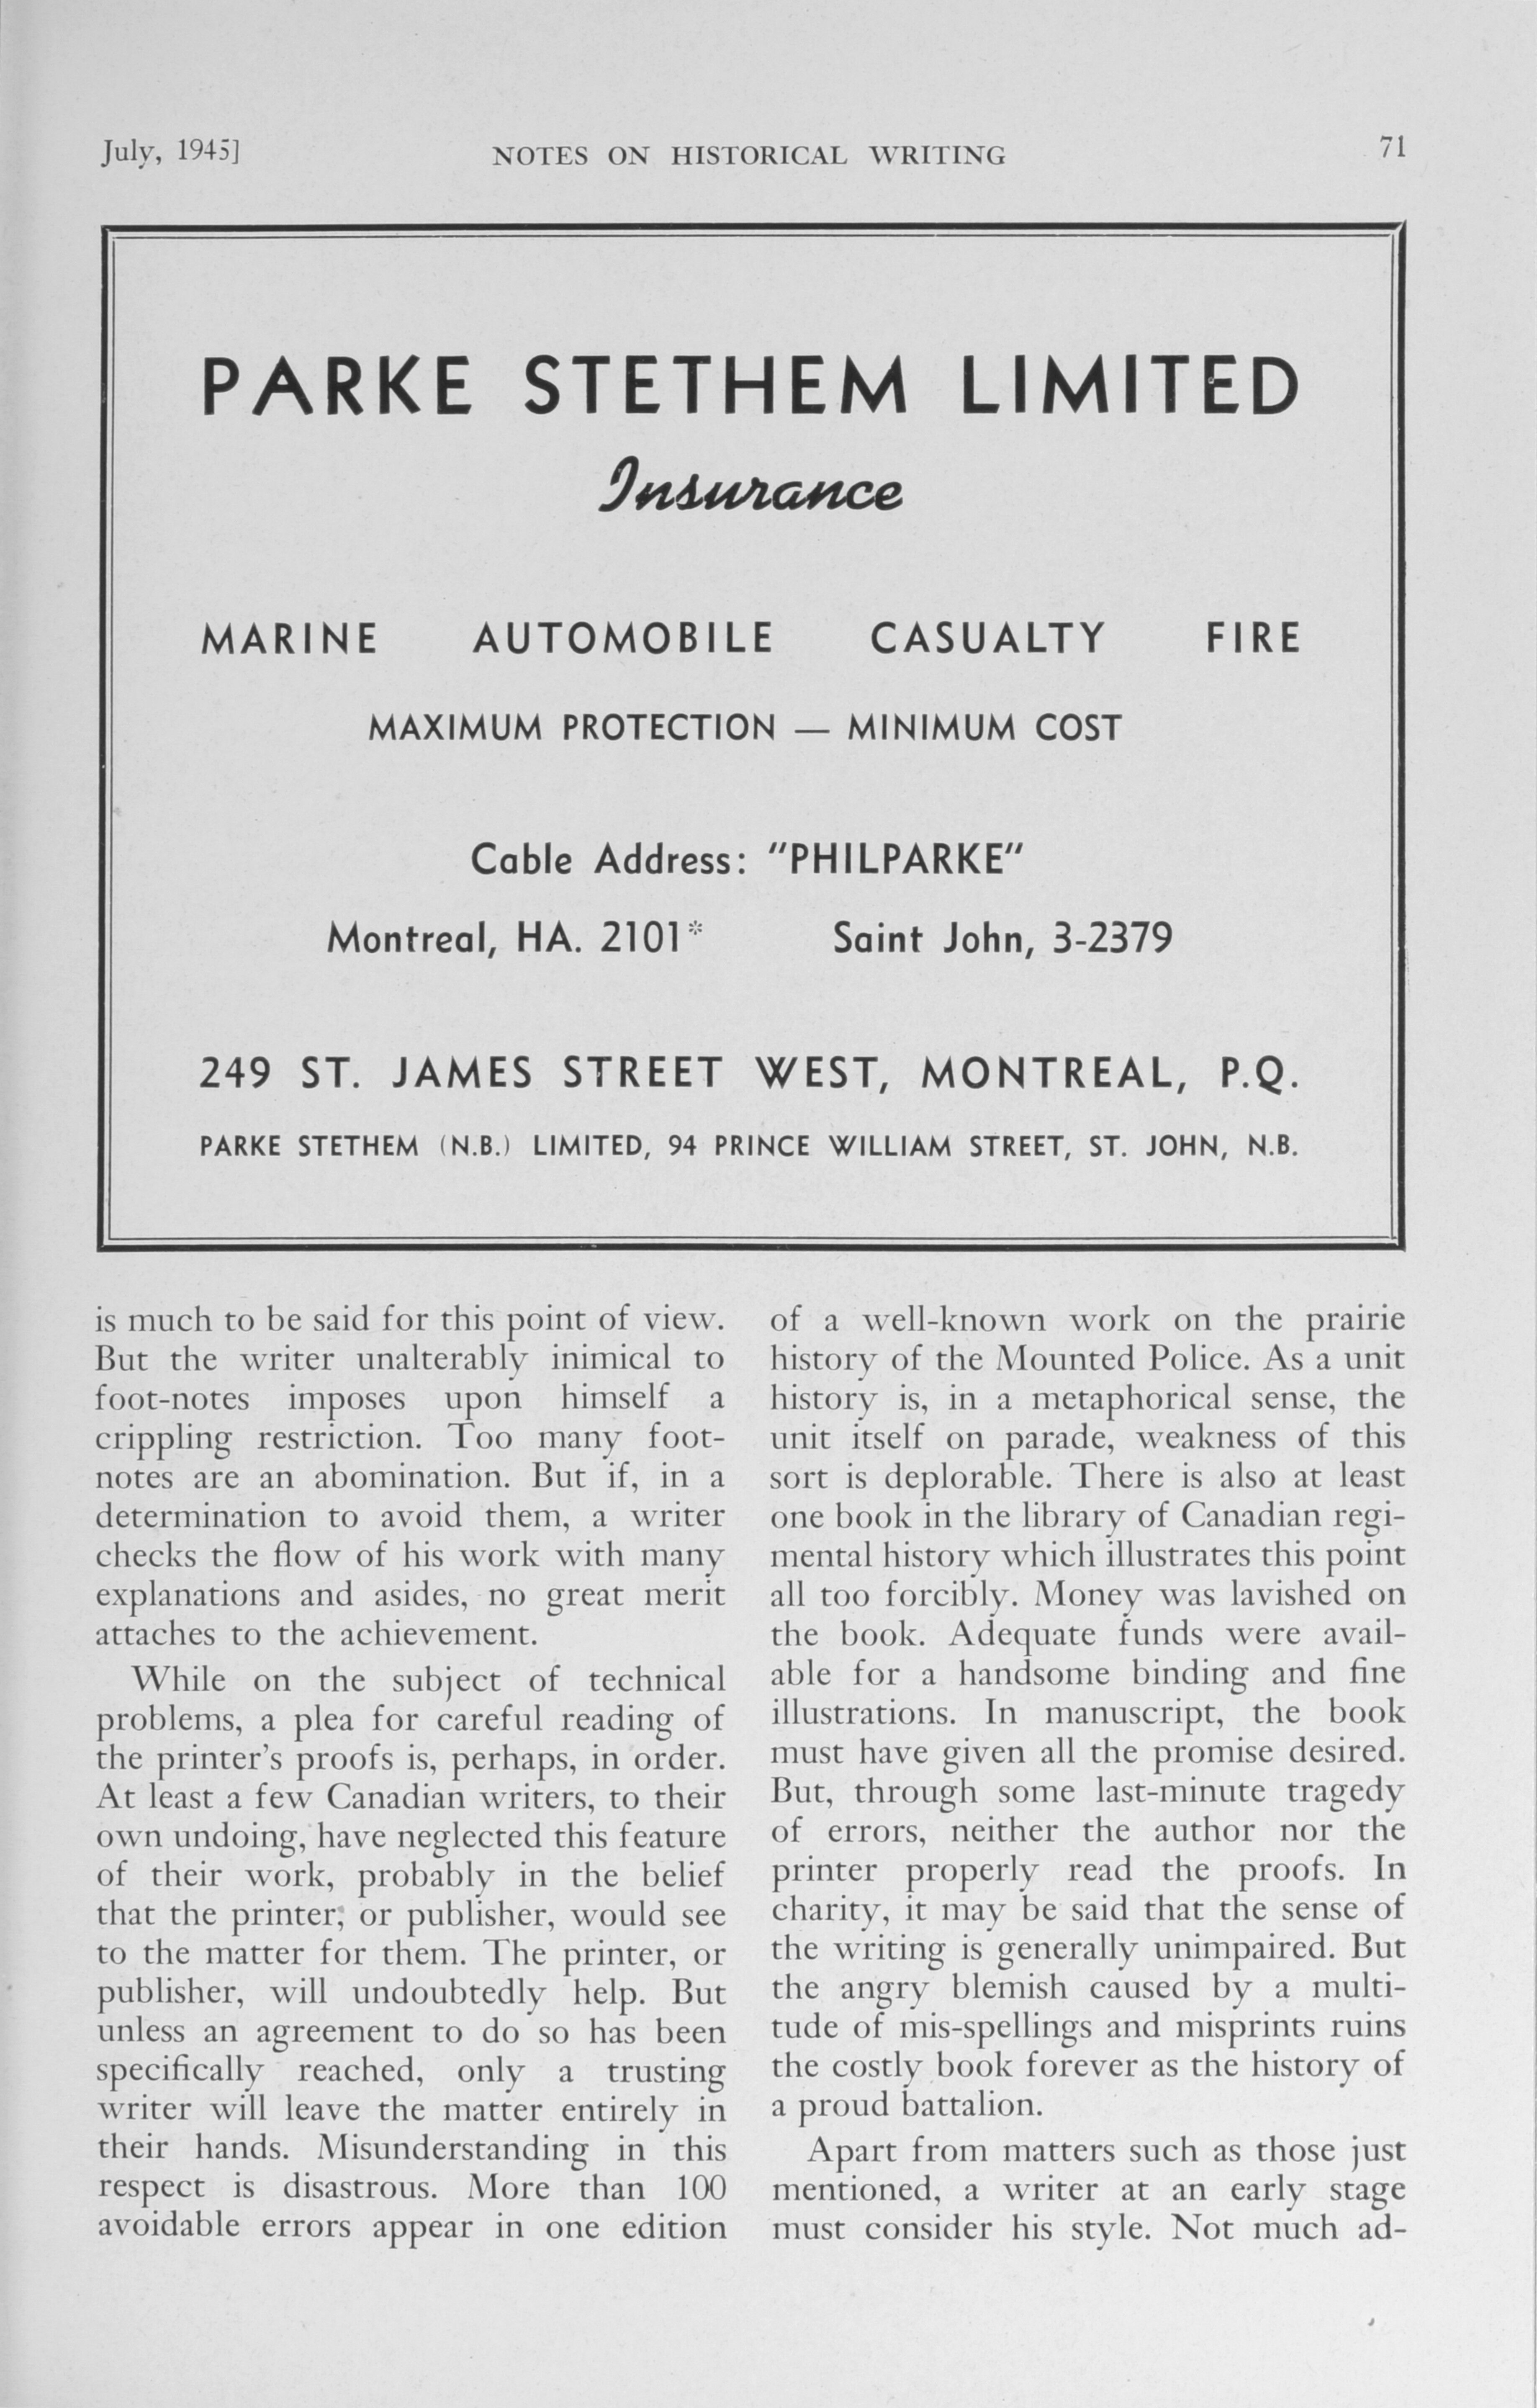 July, 1945]
NOTES ON HISTORICAL WRITING
71
PARKE STETHEM LIMITED
Insurance
MARINE AUTOMOBILE CASUALTY FIRE
MAXIMUM PROTECTION — MINIMUM COST
Cable Address: "PHILPARKE"
Montreal, HA. 2101* Saint John, 3-2379
249 ST. JAMES STREET WEST, MONTREAL, P.Q.
PARKE STETHEM (N.B.) LIMITED, 94 PRINCE WILLIAM STREET, ST. JOHN, N.B.
is much to be said for this point of view.
But the writer unalterably inimical to
foot-notes imposes upon himself a
crippling restriction. Too many foot-
notes are an abomination. But if, in a
determination to avoid them, a writer
checks the flow of his work with many
explanations and asides, no great merit
attaches to the achievement.
While on the subject of technical
problems, a plea for careful reading of
the printer's proofs is, perhaps, in order.
At least a few Canadian writers, to their
own undoing, have neglected this feature
of their work, probably in the belief
that the printer, or publisher, would see
to the matter for them. The printer, or
publisher, will undoubtedly help. But
unless an agreement to do so has been
specifically reached, only a trusting
writer will leave the matter entirely in
their hands. Misunderstanding in this
respect is disastrous. More than 100
avoidable errors appear in one edition
of a well-known work on the prairie
history of the Mounted Police. As a unit
history is, in a metaphorical sense, the
unit itself on parade, weakness of this
sort is deplorable. There is also at least
one book in the library of Canadian regi-
mental history which illustrates this point
all too forcibly. Money was lavished on
the book. Adequate funds were avail-
able for a handsome binding and fine
illustrations. In manuscript, the book
must have given all the promise desired.
But, through some last-minute tragedy
of errors, neither the author nor the
printer properly read the proofs. In
charity, it may be said that the sense of
the writing is generally unimpaired. But
the angry blemish caused by a multi-
tude of mis-spellings and misprints ruins
the costly book forever as the history of
a proud battalion.
Apart from matters such as those just
mentioned, a writer at an early stage
must consider his style. Not much ad-